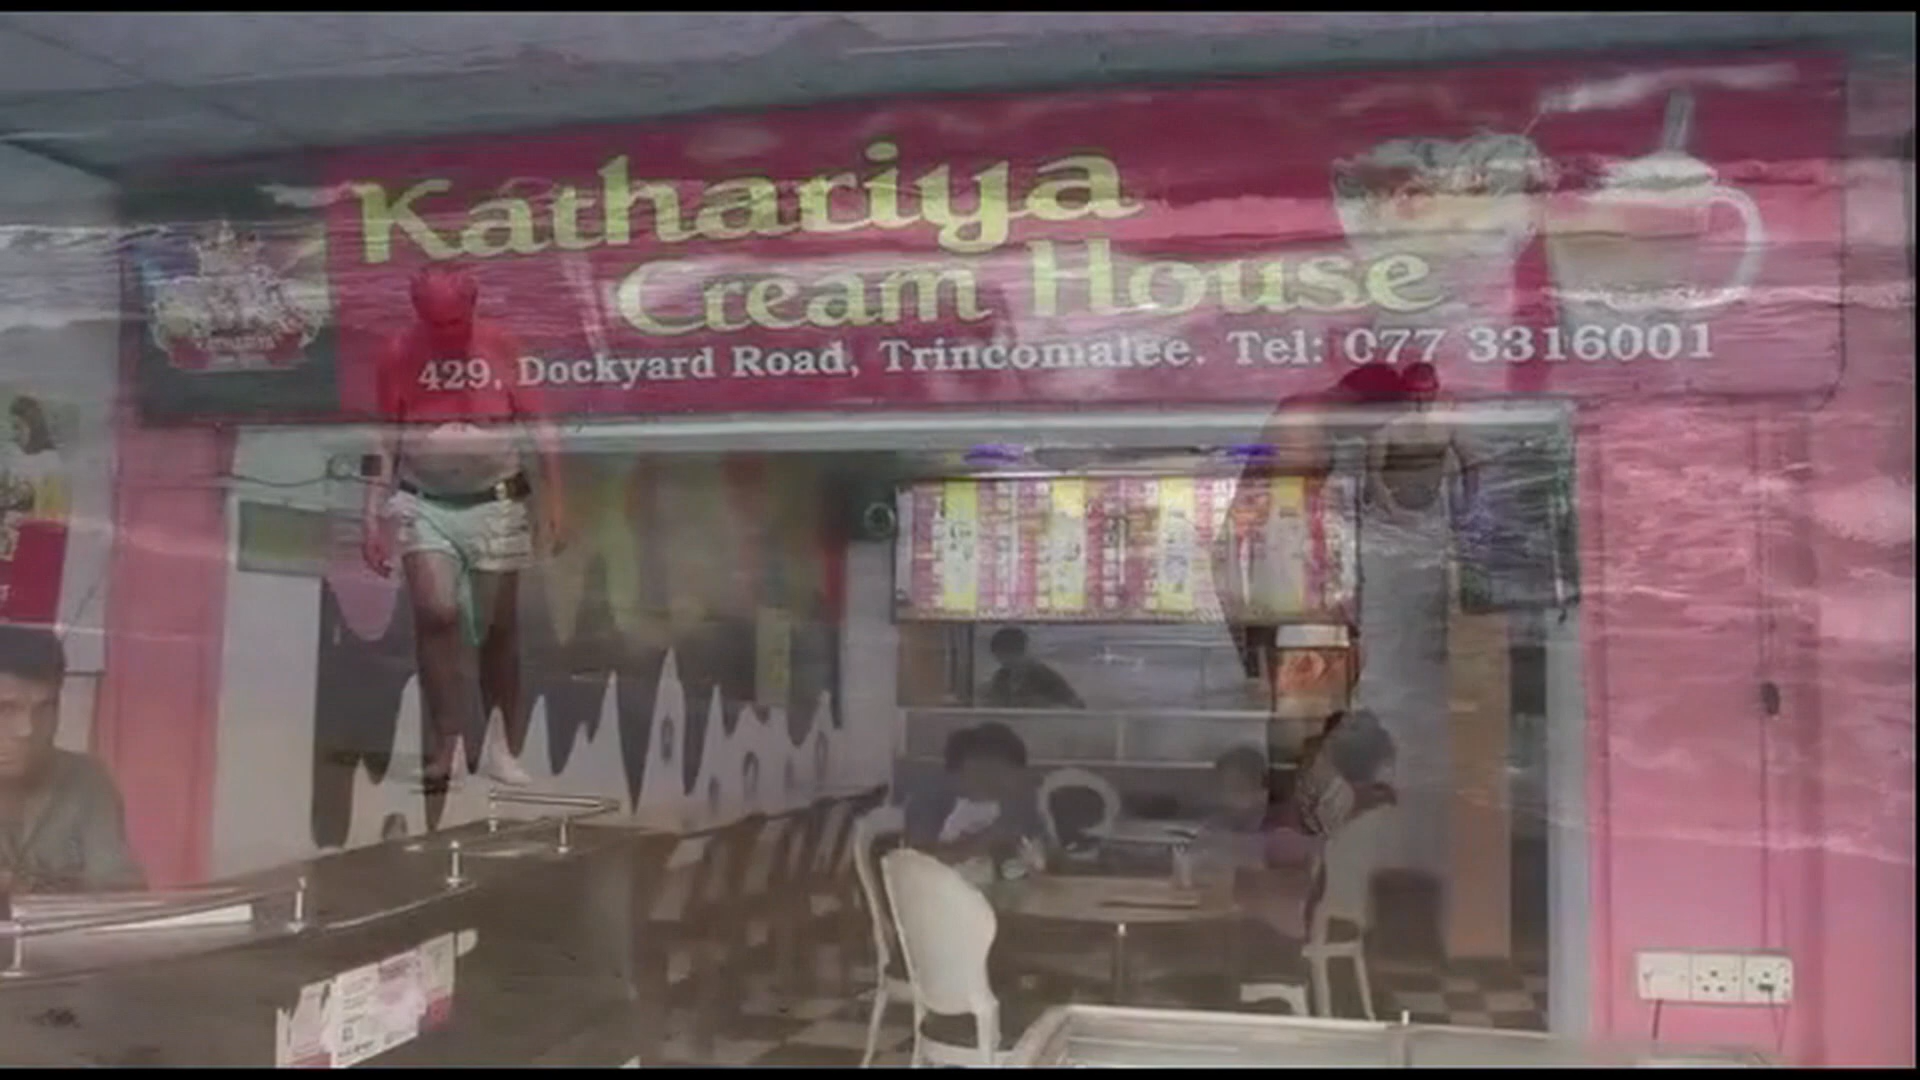 Kathariya
Cream House
429, Dockyard Road, Trincomalee. Tel: 077 3316001